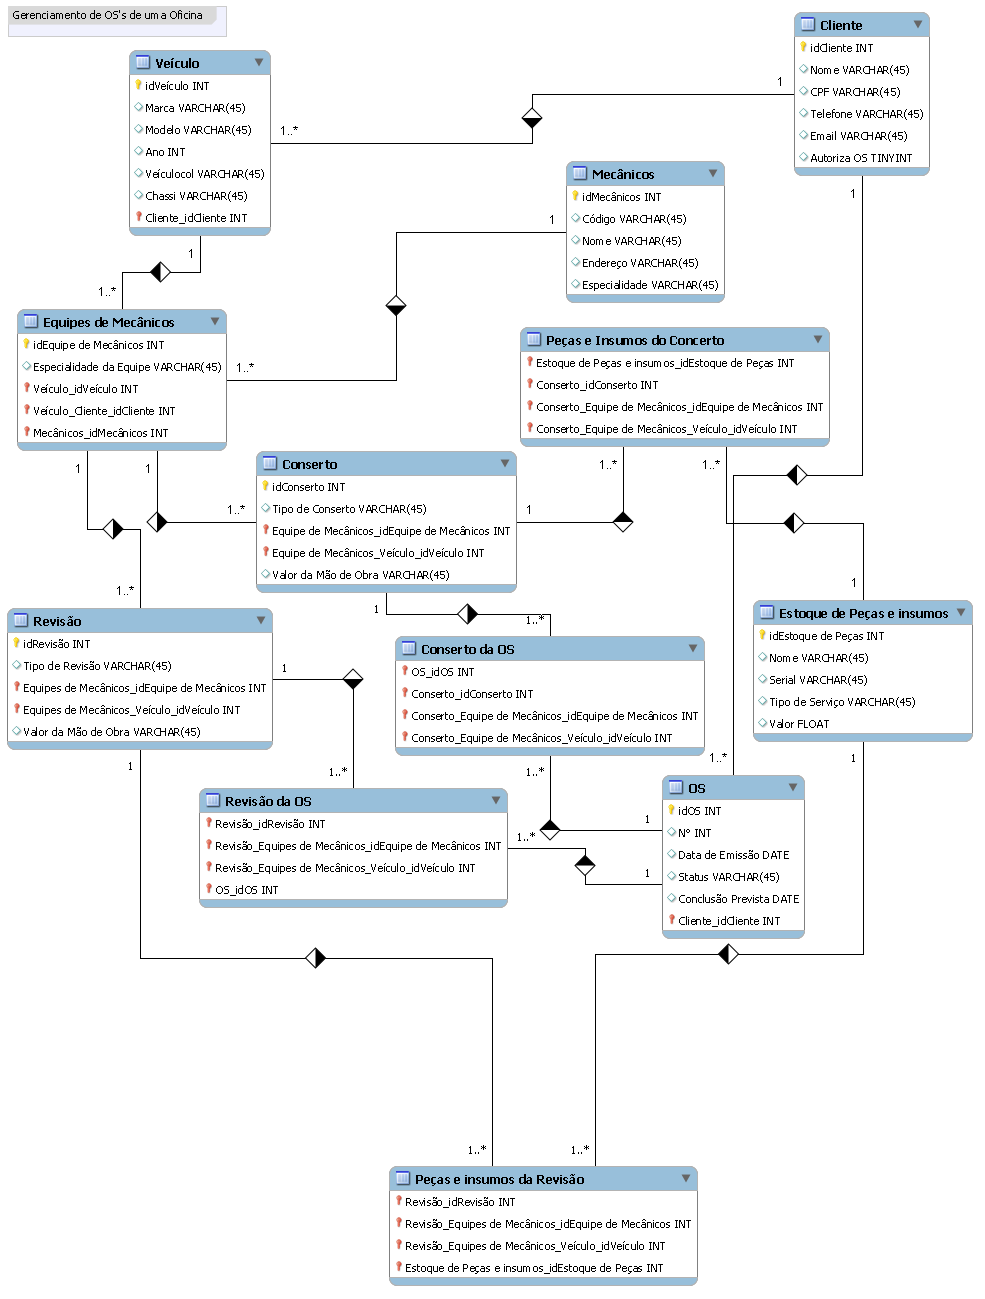 Gerenciamento de OS's de uma Oficina
Cliente
idCliente INT
Nome VARCHAR(45)
CPF VARCHAR(45)
Telefone VARCHAR(45)
Email VARCHAR(45)
Autoriza OS TINYINT
Veículo
idVeículo INT
Marca VARCHAR(45)
Modelo VARCHAR(45)
Ano INT
Veículocol VARCHAR(45)
Chassi VARCHAR(45)
Cliente_idCliente INT
1
1..*
Mecânicos
idMecânicos INT
Código VARCHAR(45)
Nome VARCHAR(45)
Endereço VARCHAR(45)
Especialidade VARCHAR(45)
1
1
1
1..*
Equipes de Mecânicos
idEquipe de Mecânicos INT
Especialidade da Equipe VARCHAR(45)
Veículo_idVeículo INT
Veículo_Cliente_idCliente INT
Mecânicos_idMecânicos INT
1..*
Peças e Insumos do Concerto
Estoque de Peças e insumos_idEstoque de Peças INT
Conserto_idConserto INT
Conserto_Equipe de Mecânicos_idEquipe de Mecânicos INT
Conserto_Equipe de Mecânicos_Veículo_idVeículo INT
1
1
1..*
1..*
Conserto
idConserto INT
Tipo de Conserto VARCHAR(45)
Equipe de Mecânicos_idEquipe de Mecânicos INT
Equipe de Mecânicos_Veículo_idVeículo INT
Valor da Mão de Obra VARCHAR(45)
1..*
1
1..*
1
1..*
1
Revisão
idRevisão INT
Tipo de Revisão VARCHAR(45)
Equipes de Mecânicos_idEquipe de Mecânicos INT
Equipes de Mecânicos_Veículo_idVeículo INT
Valor da Mão de Obra VARCHAR(45)
Estoque de Peças e insumos
idEstoque de Peças INT
Nome VARCHAR(45)
Serial VARCHAR(45)
Tipo de Serviço VARCHAR(45)
Valor FLOAT
Conserto da OS
OS_idOS INT
Conserto_idConserto INT
Conserto_Equipe de Mecânicos_idEquipe de Mecânicos INT
Conserto_Equipe de Mecânicos_Veículo_idVeículo INT
1
1
1..*
1..*
1..*
1
Revisão da OS
Revisão_idRevisão INT
Revisão_Equipes de Mecânicos_idEquipe de Mecânicos INT
Revisão_Equipes de Mecânicos_Veículo_idVeículo INT
OS_idOS INT
OS
idOS INT
Nº INT
Data de Emissão DATE
Status VARCHAR(45)
Conclusão Prevista DATE
Cliente_idCliente INT
1
1..*
1
1..*
1..*
Peças e insumos da Revisão
Revisão_idRevisão INT
Revisão_Equipes de Mecânicos_idEquipe de Mecânicos INT
Revisão_Equipes de Mecânicos_Veículo_idVeículo INT
Estoque de Peças e insumos_idEstoque de Peças INT